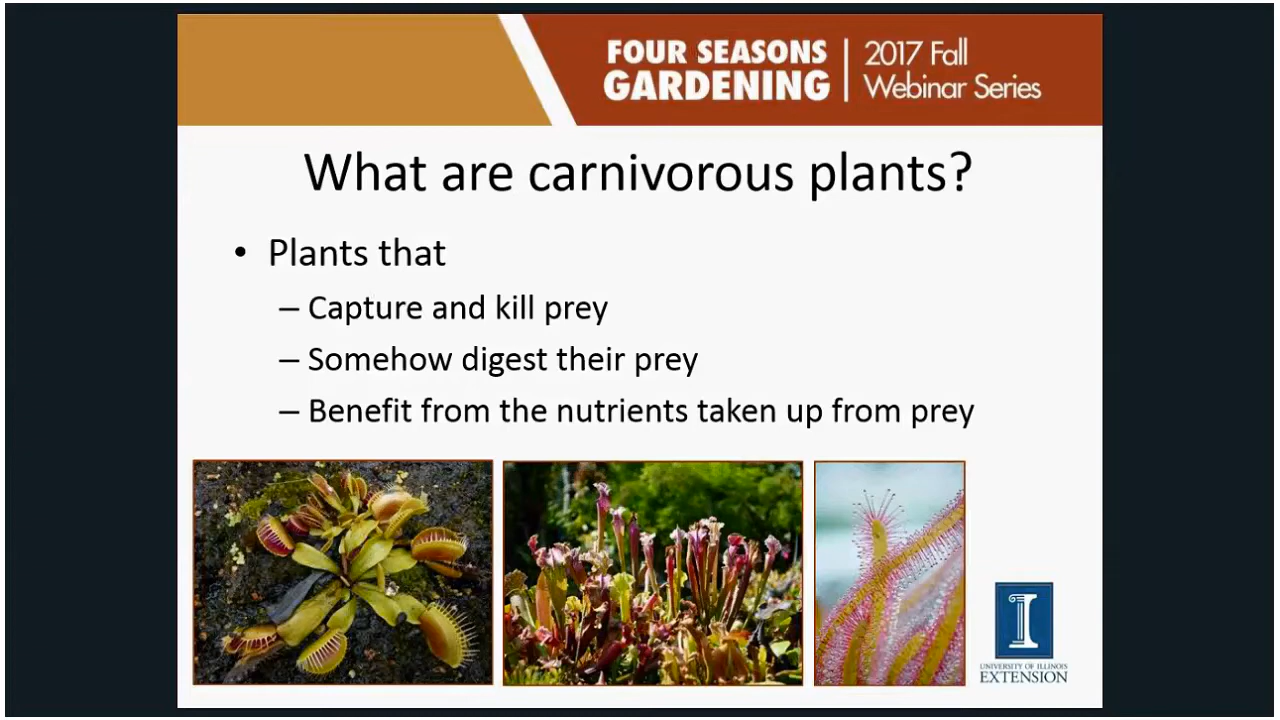 FOUR SEASONS
GARDENING
2017 Fall
Webinar Series
What are carnivorous plants?
• Plants that
– Capture and kill prey
– Somehow digest their prey
– Benefit from the nutrients taken up from prey
I
UNIVERSITY OF ILLINOIS
EXTENSION